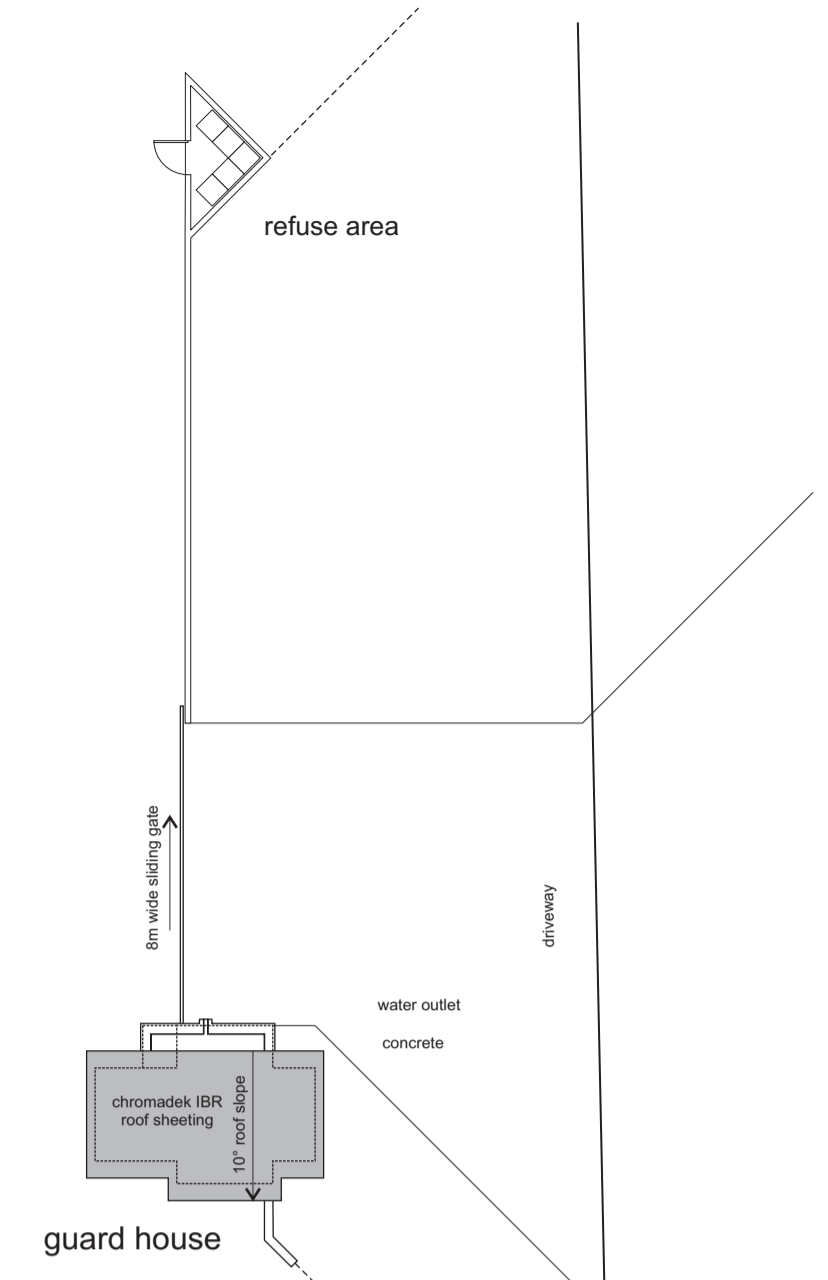 refuse area
8m wide sliding gate
driveway
water outlet
concrete
chromadek IBR
roof sheeting
10° roof slope
guard house